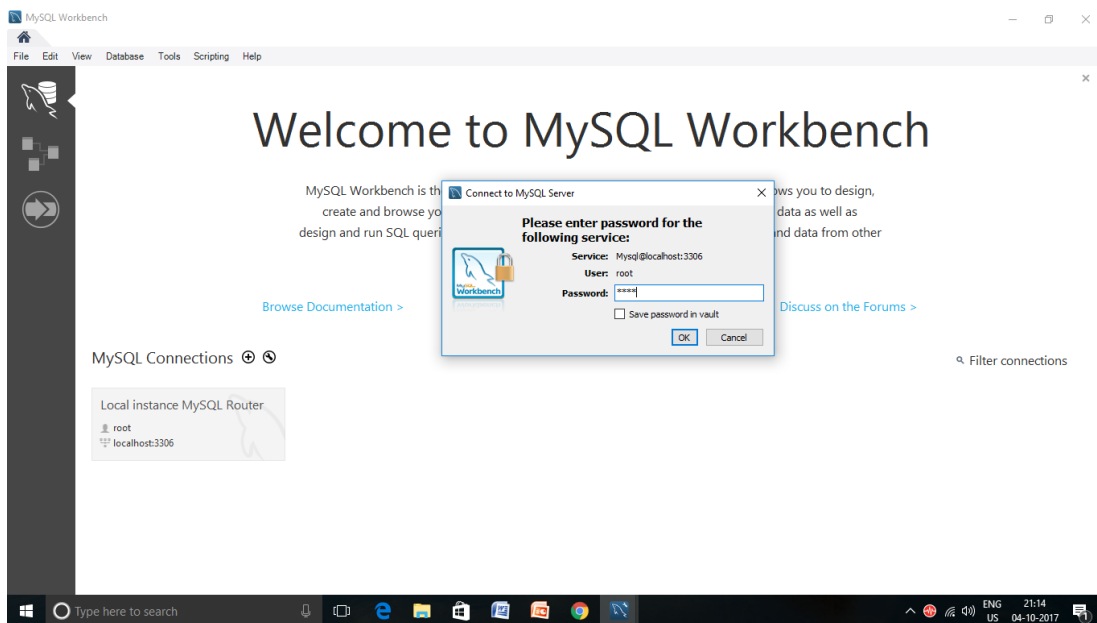 MySQL Workbench
File Edit View Database Tools Scripting Help
Welcome to MySQL Workbench
MySQL Workbench is th
create and browse yo
design and run SQL queri
ows you to design,
data as well as
nd data from other
Connect to MySQL Server
Please enter password for the
following service:
Service: Mysql@localhost:3306
User: root
Password: ****
Save password in vault
OK Cancel
MySQL
Workbench
Browse Documentation >
Discuss on the Forums >
MySQL Connections
Filter connections
Local instance MySQL Router
root
localhost:3306
Type here to search
ENG
US
21:14
04-10-2017
1